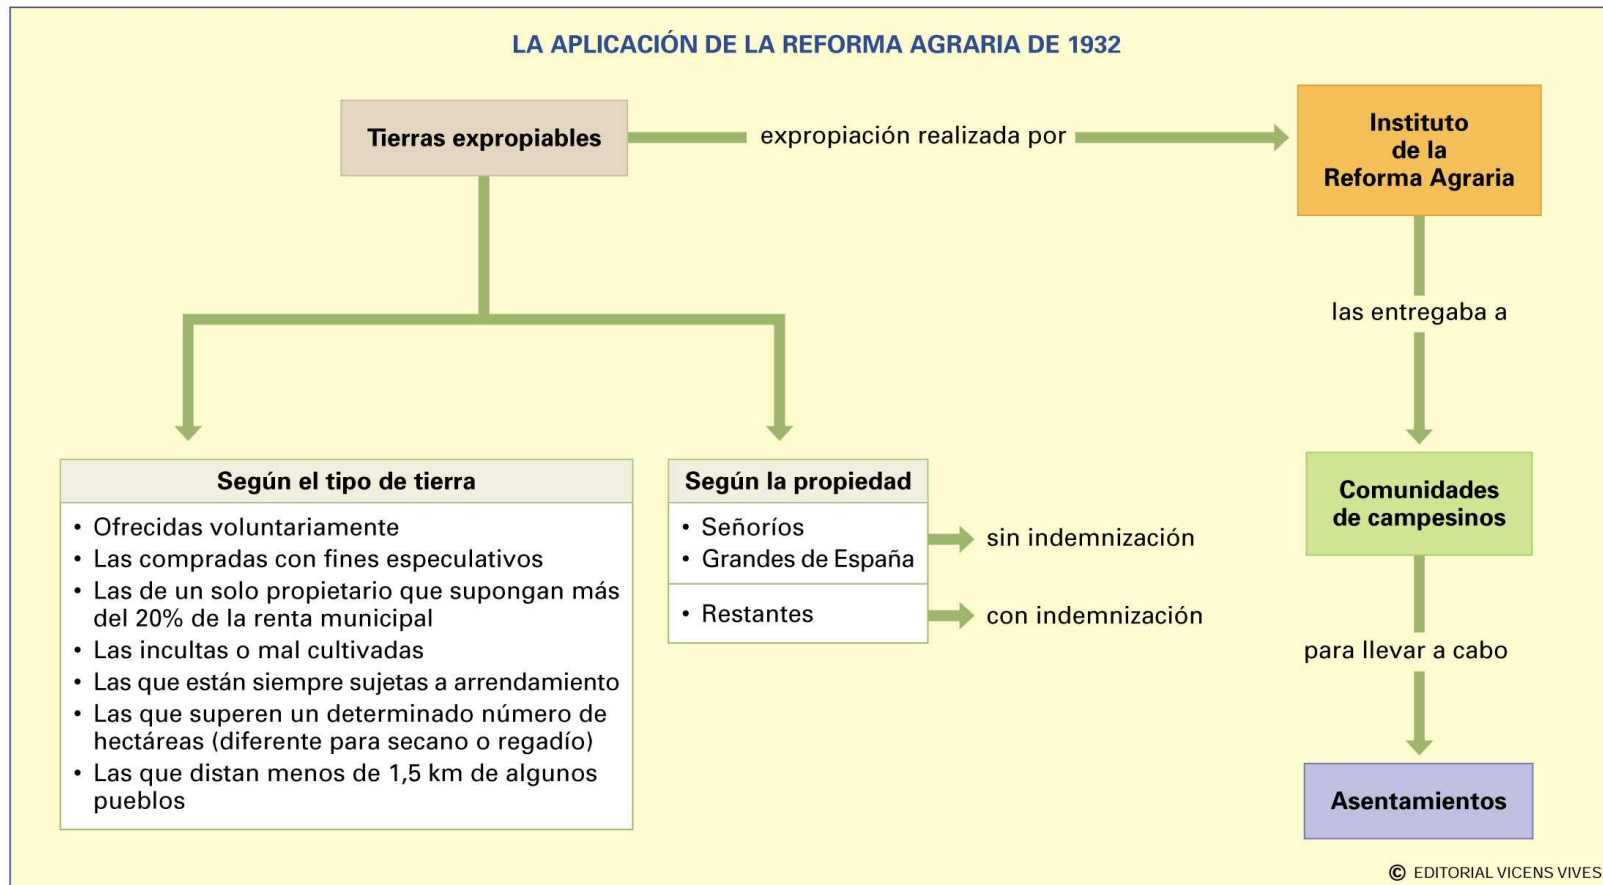 LA APLICACIÓN DE LA REFORMA AGRARIA DE 1932
Tierras expropiables
expropiación realizada por
Instituto
de la
Reforma Agraria
las entregaba a
Según el tipo de tierra
• Ofrecidas voluntariamente
• Las compradas con fines especulativos
• Las de un solo propietario que supongan más
del 20% de la renta municipal
• Las incultas o mal cultivadas
• Las que están siempre sujetas a arrendamiento
• Las que superen un determinado número de
hectáreas (diferente para secano o regadío)
• Las que distan menos de 1,5 km de algunos
pueblos
Según la propiedad
• Señoríos
• Grandes de España
sin indemnización
• Restantes
con indemnización
Comunidades
de campesinos
para llevar a cabo
Asentamientos
© EDITORIAL VICENS VIVES